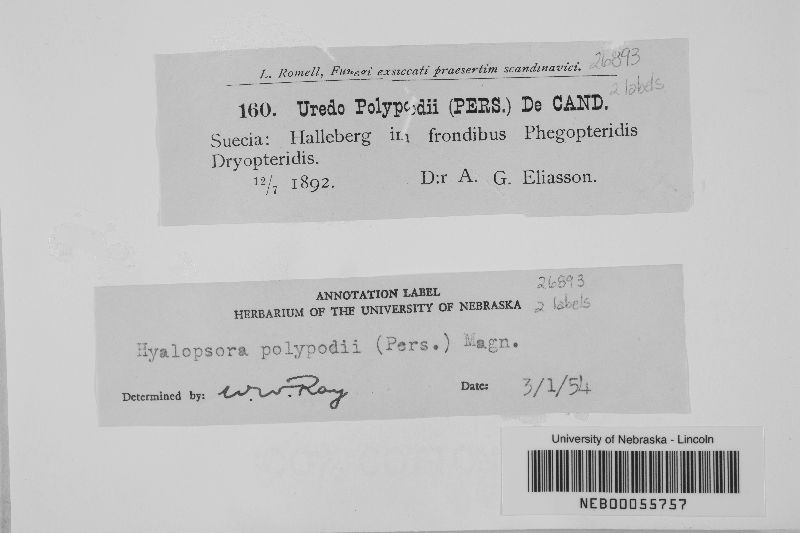 L. Romell, Fungi exsiccati praesertim scandinavici.
26893
2 labels
160. Uredo Polypodii (PERS.) De CAND.
Suecia: Halleberg in frondibus Phegopteridis
Dryopteridis.
12/7 1892. D:r A. G. Eliasson.
ANNOTATION LABEL
HERBARIUM OF THE UNIVERSITY OF NEBRASKA
26893
2 labels
Hyalopsora polypodii (Pers.) Magn.
Determined by: W.W. Ray Date: 3/1/54
University of Nebraska - Lincoln
NEB00055757